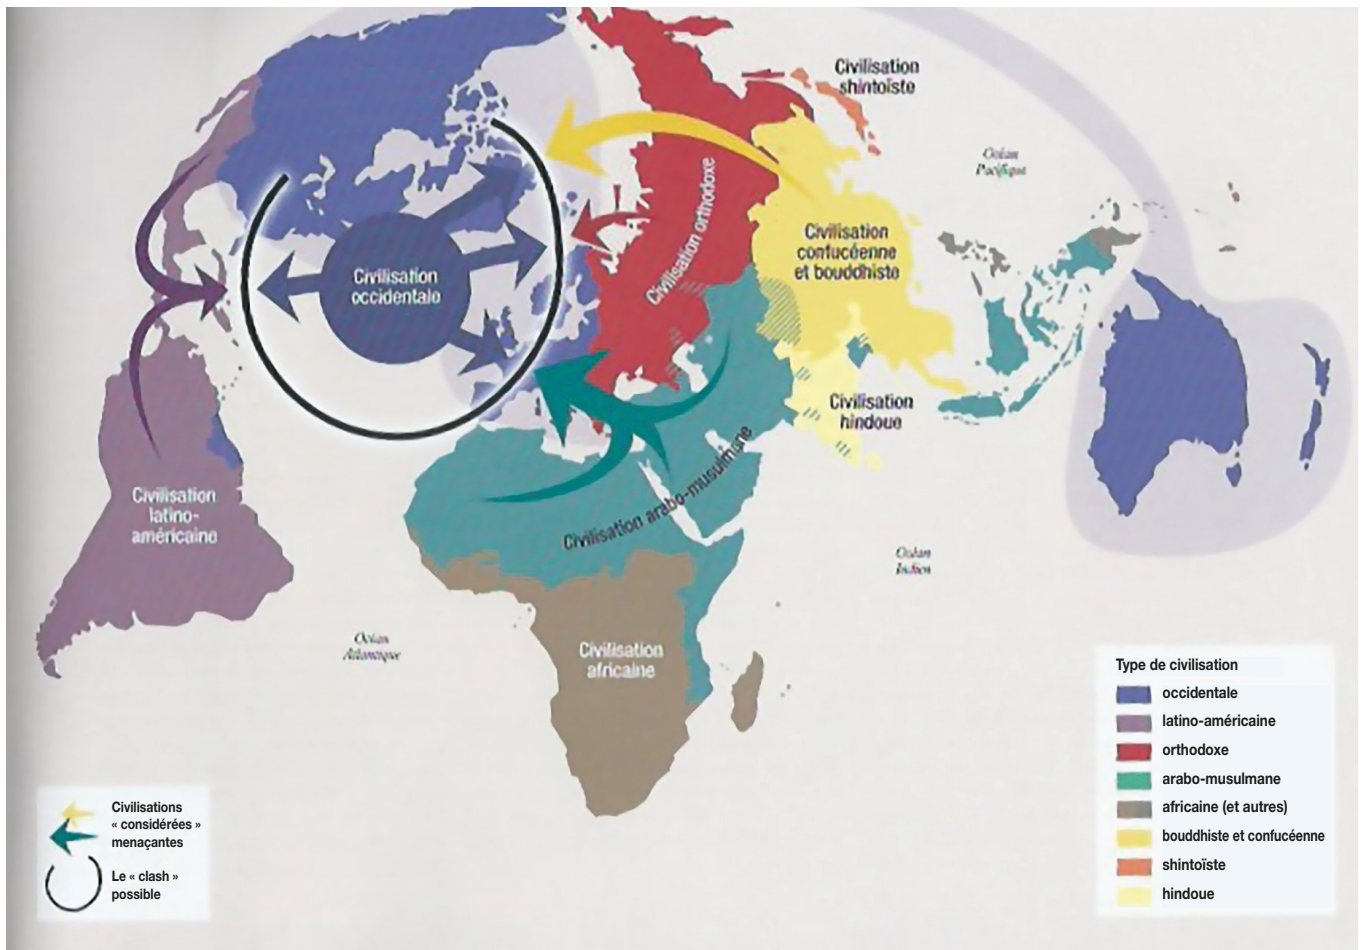 Civilisation
shintoïste
Océan
Pacifique
Civilisation orthodoxe
Civilisation
confucéenne
et bouddhiste
Civilisation
occidentale
Civilisation
hindoue
Civilisation arabo-musulmane
Civilisation
latino-
américaine
Océan
Indien
Océan
Atlantique
Civilisation
africaine
Type de civilisation
occidentale
latino-américaine
orthodoxe
arabo-musulmane
africaine (et autres)
bouddhiste et confucéenne
shintoïste
hindoue
Civilisations
« considérées »
menaçantes
Le « clash »
possible